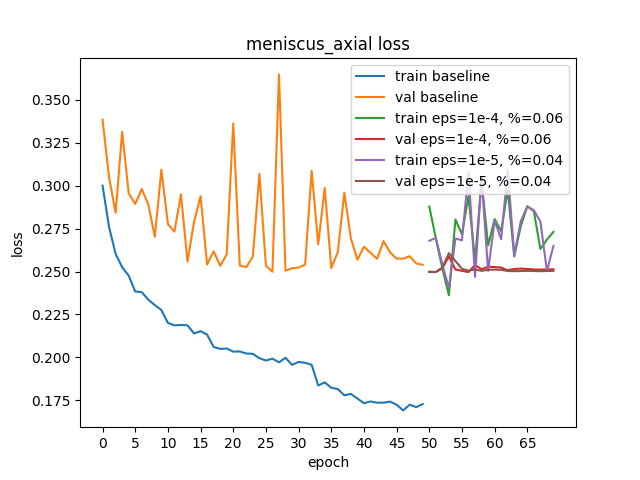 meniscus_axial loss
train baseline
val baseline
train eps=1e-4, %=0.06
val eps=1e-4, %=0.06
train eps=1e-5, %=0.04
val eps=1e-5, %=0.04
loss
0.350
0.325
0.300
0.275
0.250
0.225
0.200
0.175
0 5 10 15 20 25 30 35 40 45 50 55 60 65
epoch